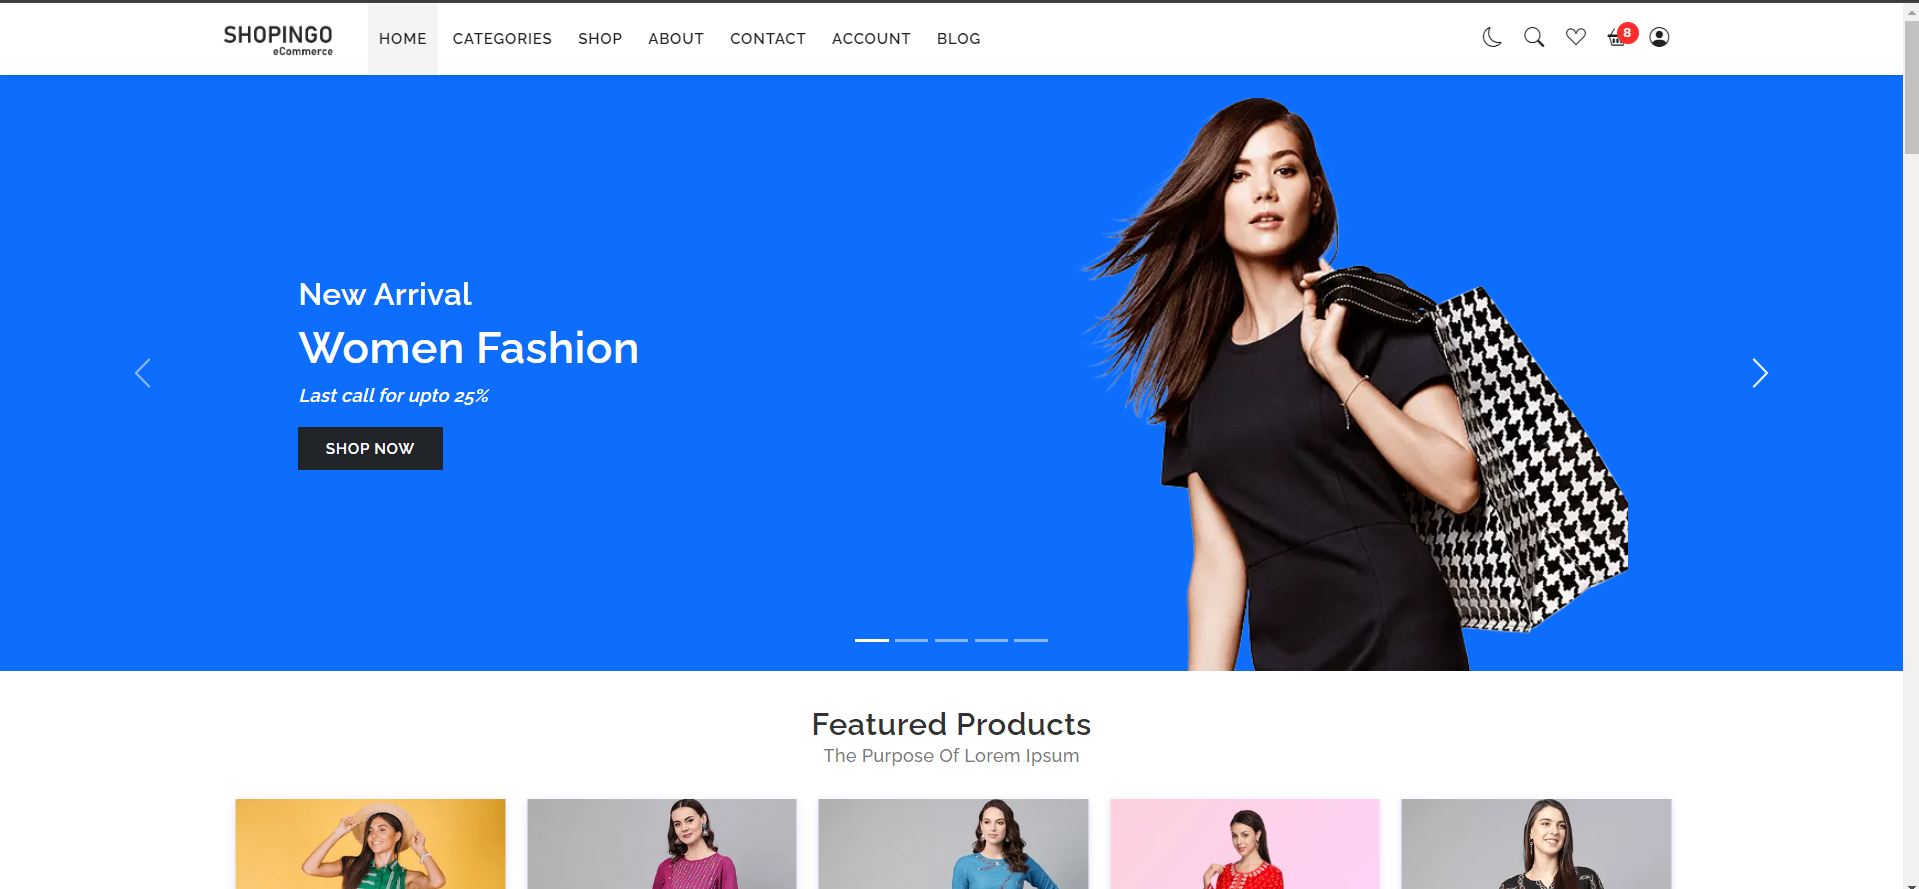 SHOPINGO
eCommerce
HOME CATEGORIES SHOP ABOUT CONTACT ACCOUNT BLOG
8
New Arrival
Women Fashion
Last call for upto 25%
SHOP NOW
Featured Products
The Purpose Of Lorem Ipsum